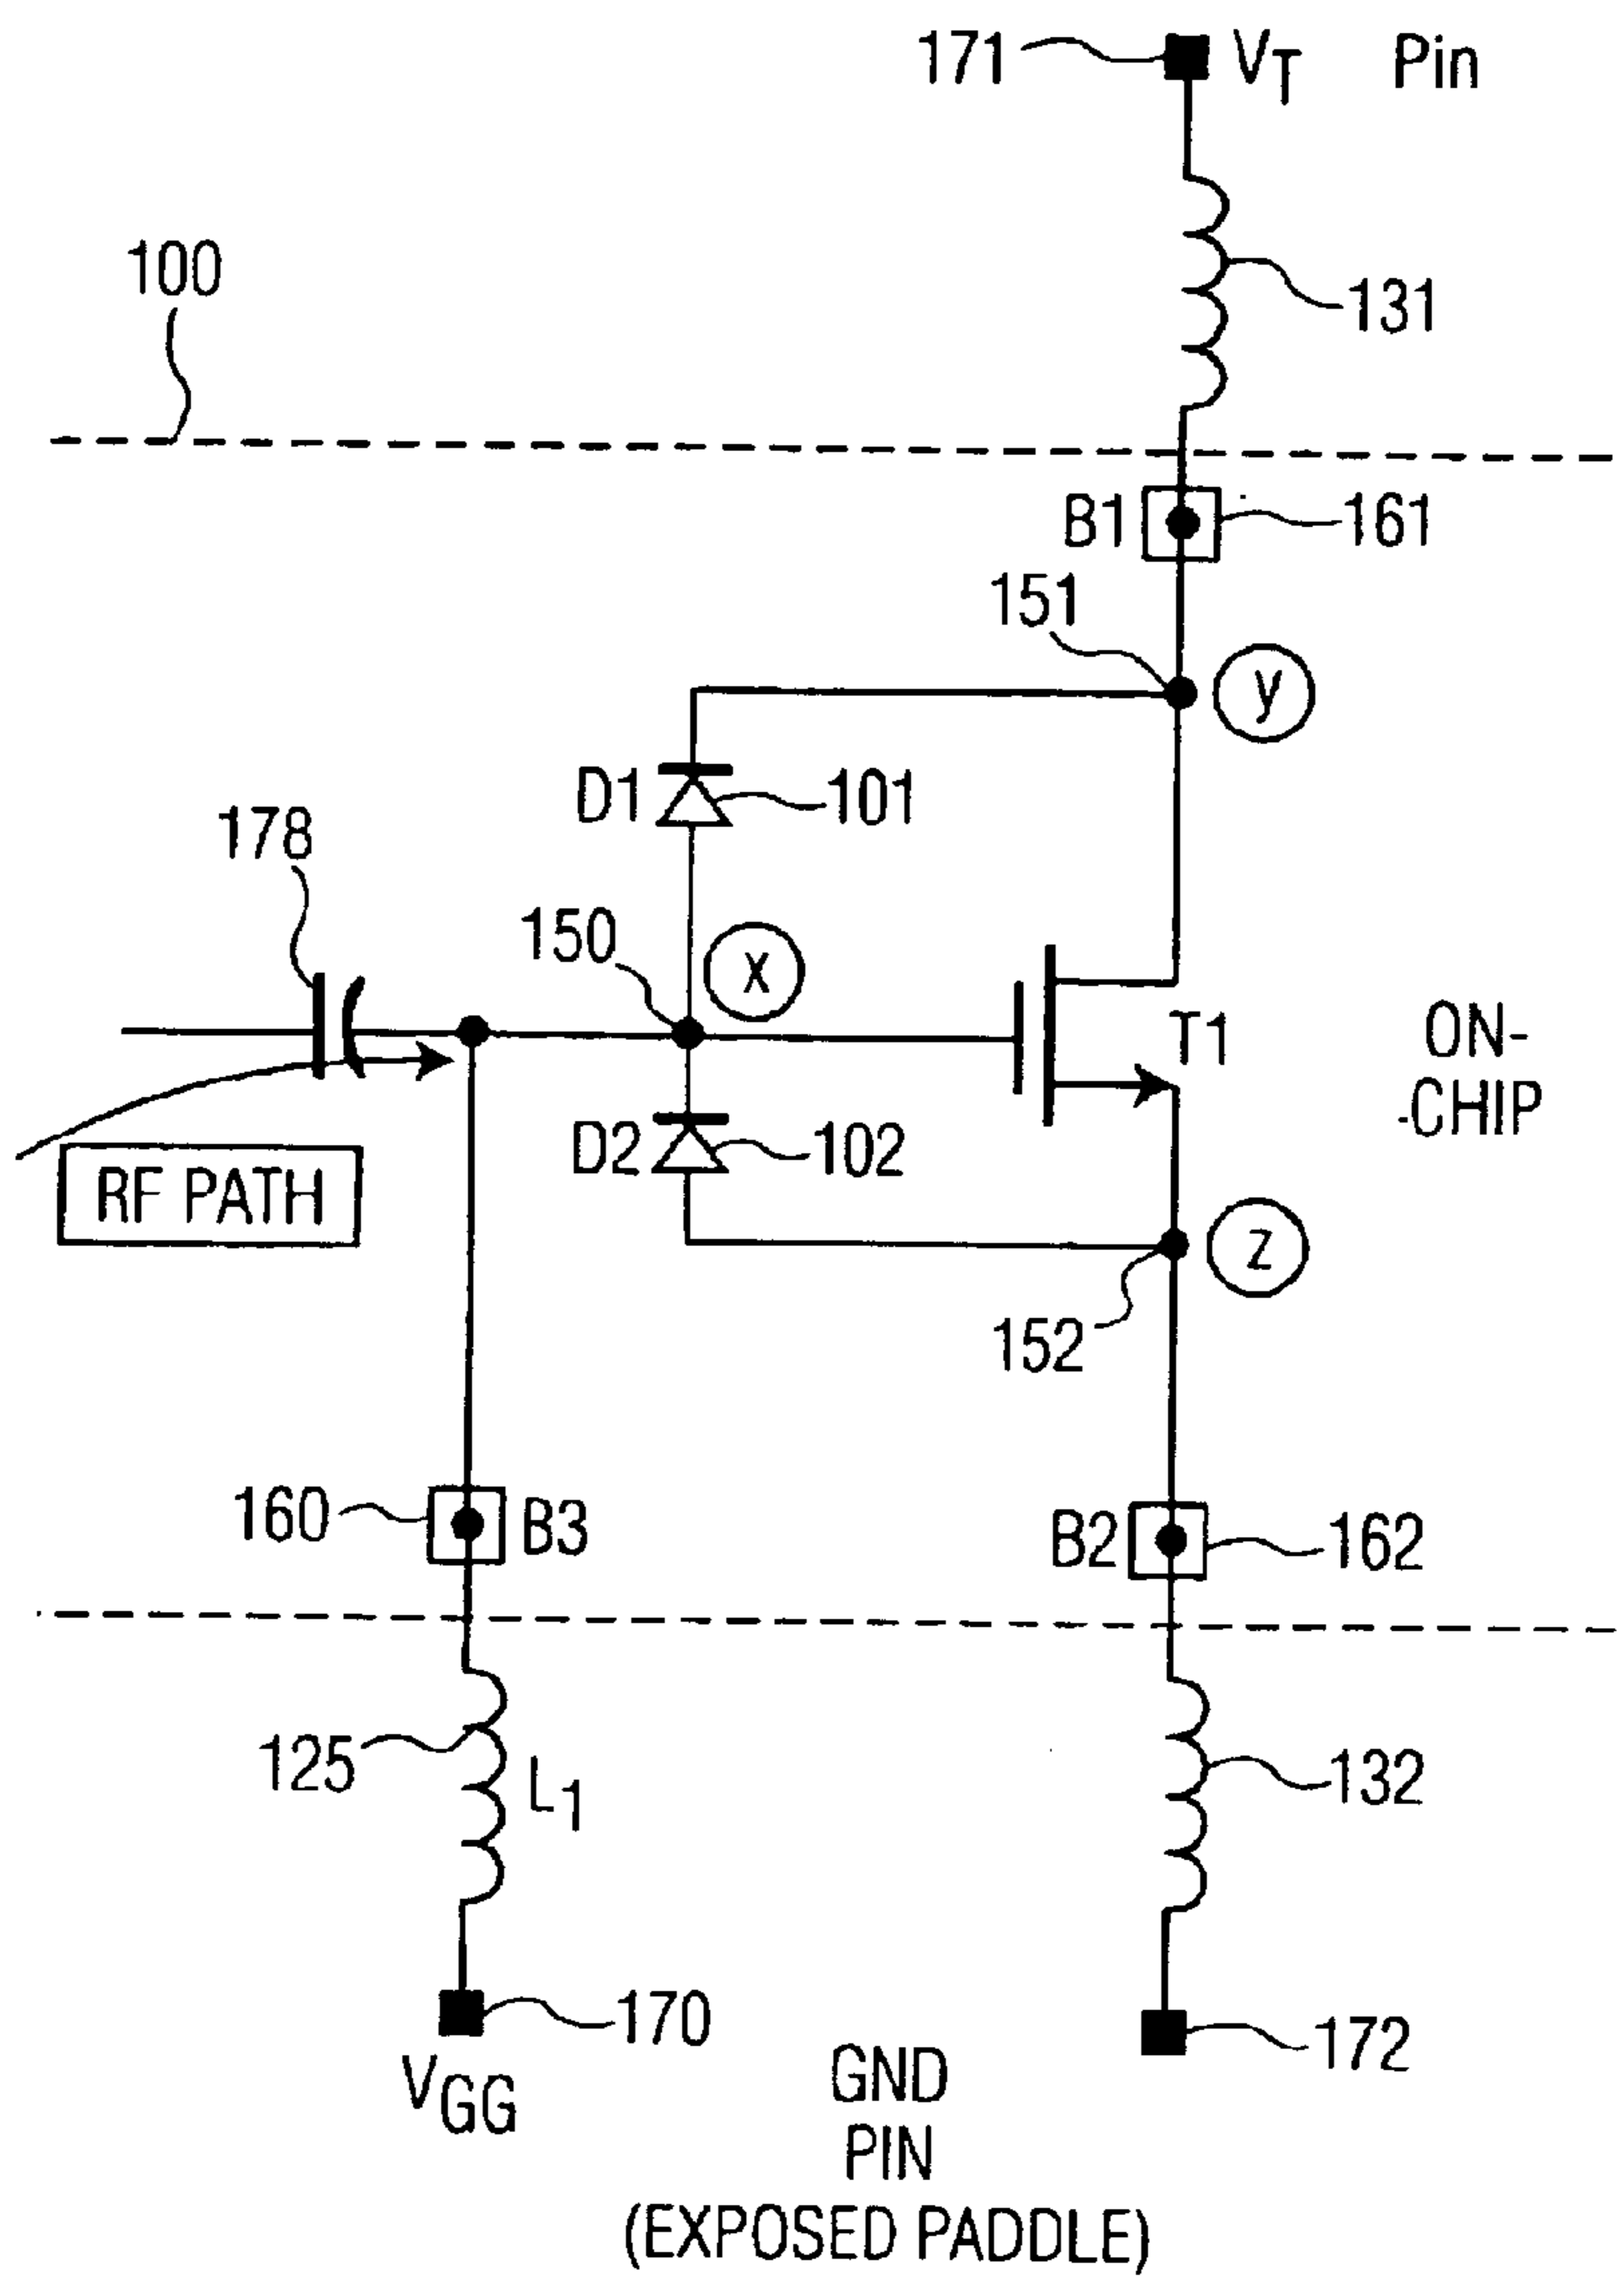 171 VT Pin
100
131
B1 161
151
y
D1 101
178
150 x
T1 ON-
-CHIP
D2 102
RF PATH
z
152
160 B3 B2 162
125 L1 132
170 172
VGG GND
PIN
(EXPOSED PADDLE)